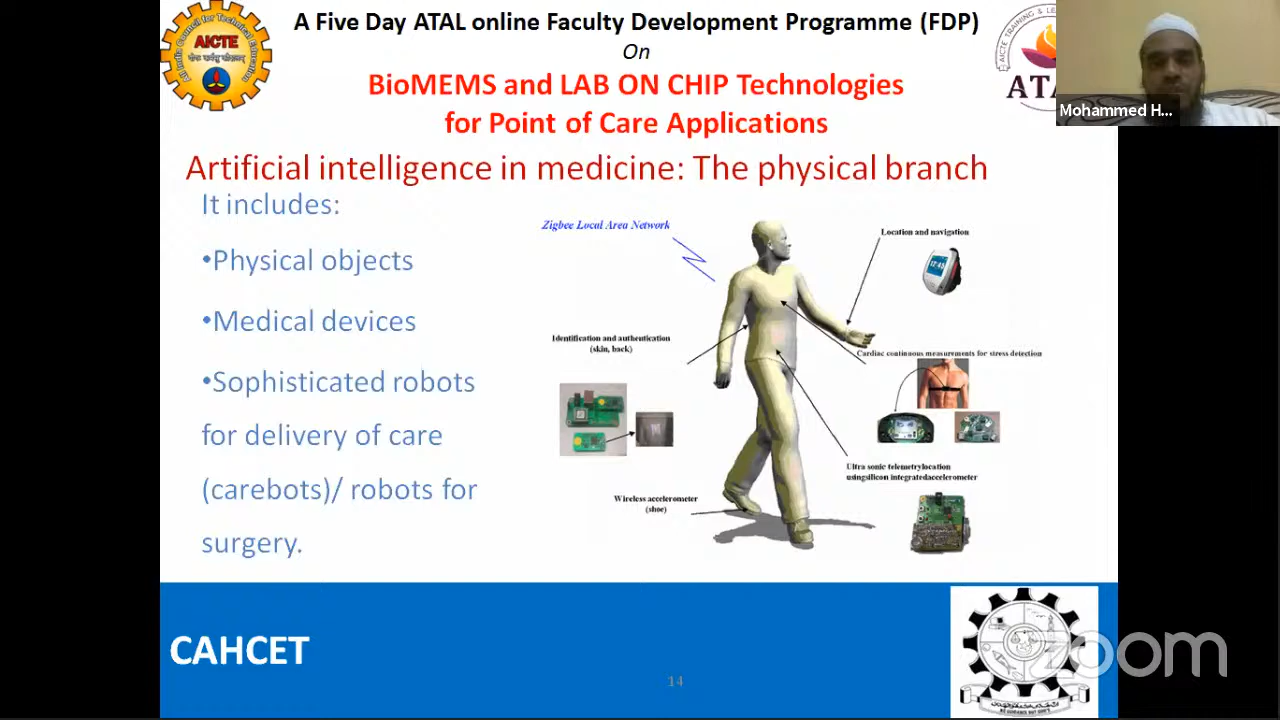 A Five Day ATAL online Faculty Development Programme (FDP)
On
BioMEMS and LAB ON CHIP Technologies
for Point of Care Applications
AICTE
Mohammed H...
Artificial intelligence in medicine: The physical branch
It includes:
•Physical objects
•Medical devices
•Sophisticated robots
for delivery of care
(carebots)/ robots for
surgery.
Zigbee Local Area Network
Location and navigation
Identification and authentication
(skin, back)
Cardiac continuous measurements for stress detection
Ultra sonic telemetrylocation
usingsilicon integratedaccelerometer
Wireless accelerometer
(shoe)
CAHCET
14
zoom